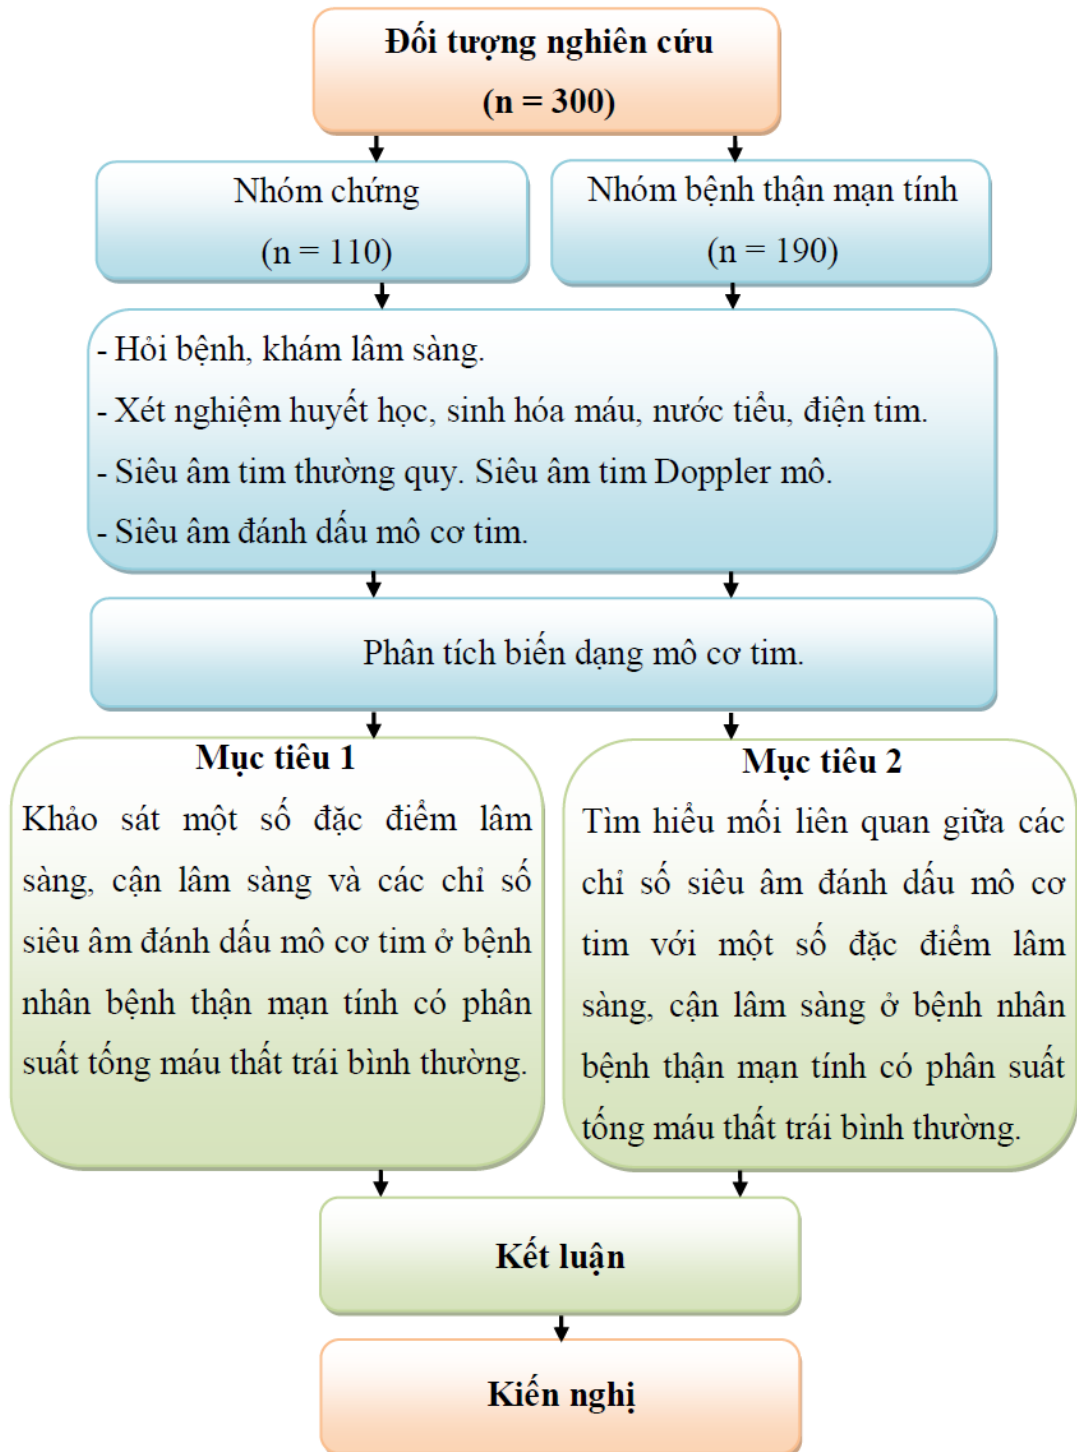 Đối tượng nghiên cứu
(n = 300)
Nhóm chứng
(n = 110)
Nhóm bệnh thận mạn tính
(n = 190)
- Hỏi bệnh, khám lâm sàng.
- Xét nghiệm huyết học, sinh hóa máu, nước tiểu, điện tim.
- Siêu âm tim thường quy. Siêu âm tim Doppler mô.
- Siêu âm đánh dấu mô cơ tim.
Phân tích biến dạng mô cơ tim.
Mục tiêu 1
Khảo sát một số đặc điểm lâm
sàng, cận lâm sàng và các chỉ số
siêu âm đánh dấu mô cơ tim ở bệnh
nhân bệnh thận mạn tính có phân
suất tống máu thất trái bình thường.
Mục tiêu 2
Tìm hiểu mối liên quan giữa các
chỉ số siêu âm đánh dấu mô cơ
tim với một số đặc điểm lâm
sàng, cận lâm sàng ở bệnh nhân
bệnh thận mạn tính có phân suất
tống máu thất trái bình thường.
Kết luận
Kiến nghị